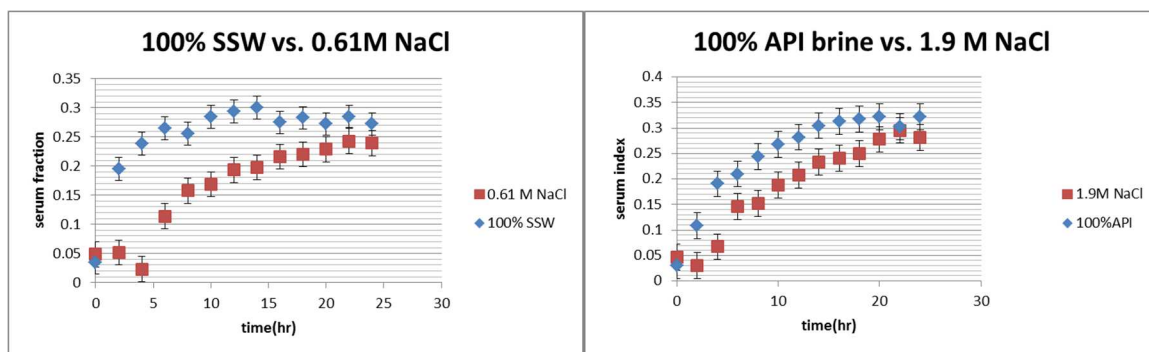 100% SSW vs. 0.61M NaCl
serum fraction
0.35
0.3
0.25
0.2
0.15
0.1
0.05
0
0 5 10 15 20 25 30
time(hr)
0.61 M NaCl
100% SSW
100% API brine vs. 1.9 M NaCl
serum index
0.4
0.35
0.3
0.25
0.2
0.15
0.1
0.05
0
0 10 20 30
time(hr)
1.9M NaCl
100%API